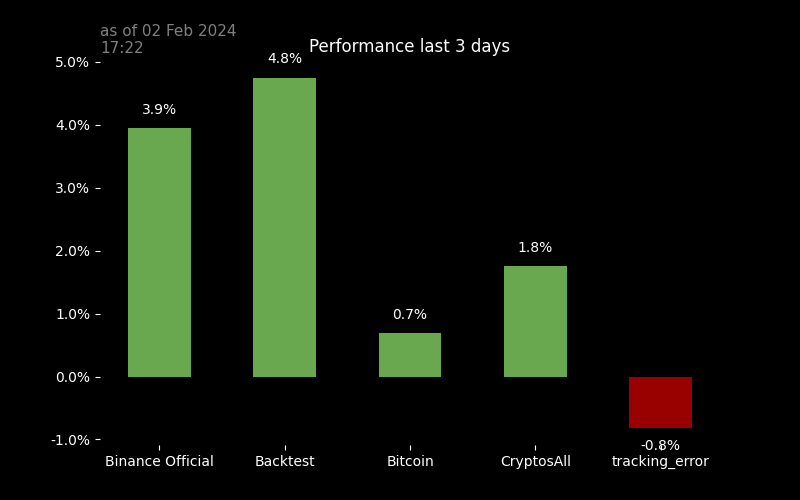 as of 02 Feb 2024
17:22
Performance last 3 days
5.0%
4.0%
3.0%
2.0%
1.0%
0.0%
-1.0%
3.9%
4.8%
0.7%
1.8%
-0.8%
Binance Official
Backtest
Bitcoin
CryptosAll
tracking_error